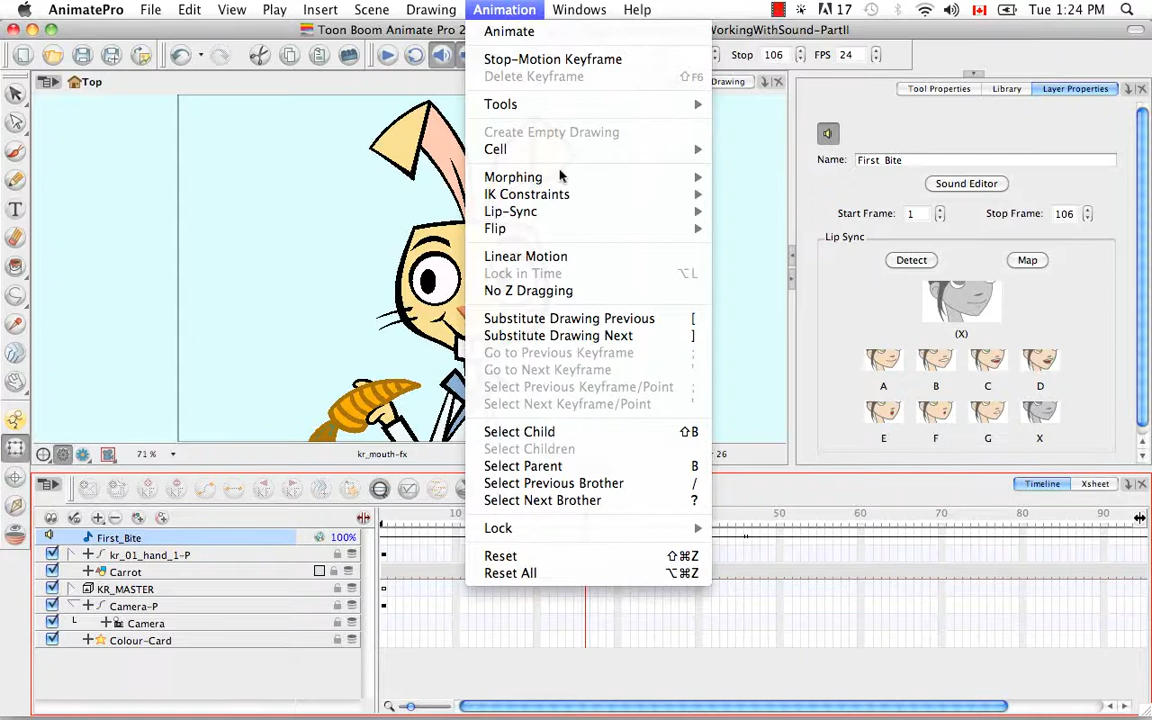 AnimatePro File Edit View Play Insert Scene Drawing Animation Windows Help 17 Tue 1:24 PM
Toon Boom Animate Pro 2 WorkingWithSound-PartII
Stop 106 FPS 24
Top Drawing
Animate
Stop-Motion Keyframe
Delete Keyframe ⇧F6
Tools
Create Empty Drawing
Cell
Morphing
IK Constraints
Lip-Sync
Flip
Linear Motion
Lock in Time ⌥L
No Z Dragging
Substitute Drawing Previous [
Substitute Drawing Next ]
Go to Previous Keyframe ;
Go to Next Keyframe '
Select Previous Keyframe/Point ;
Select Next Keyframe/Point '
Select Child ⇧B
Select Children
Select Parent B
Select Previous Brother /
Select Next Brother ?
Lock
Reset ⇧⌘Z
Reset All ⌥⌘Z
Tool Properties Library Layer Properties
Name: First_Bite
Sound Editor
Start Frame: 1 Stop Frame: 106
Lip Sync
Detect Map
(X)
A B C D
E F G X
71 % kr_mouth-fx 26
Timeline Xsheet
10 50 60 70 80 90
First_Bite 100%
kr_01_hand_1-P
Carrot
KR_MASTER
Camera-P
Camera
Colour-Card